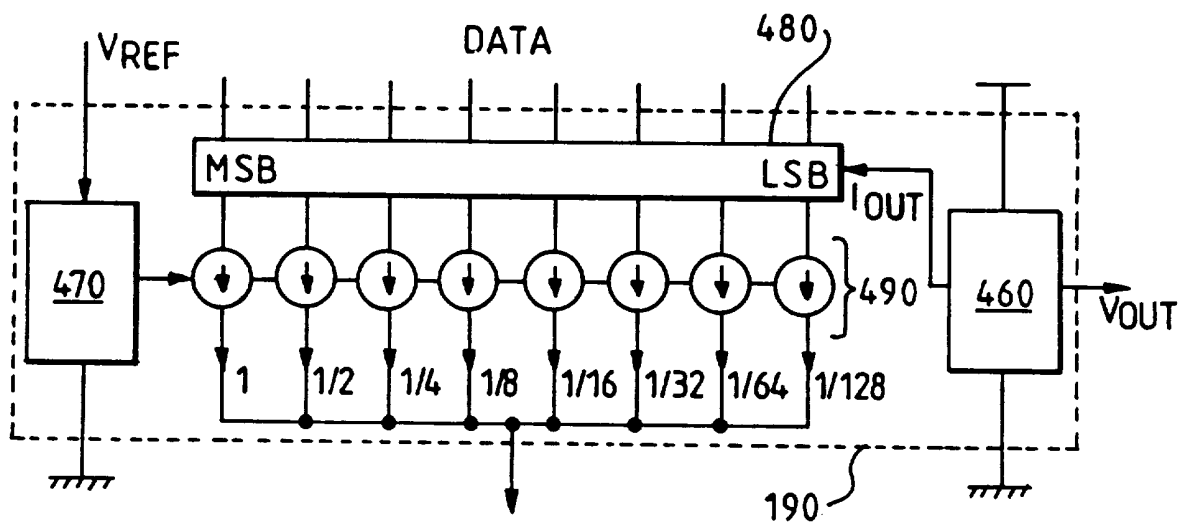 VREF
DATA
480
MSB
LSB
IOUT
470
490
460
VOUT
1
1/2
1/4
1/8
1/16
1/32
1/64
1/128
190